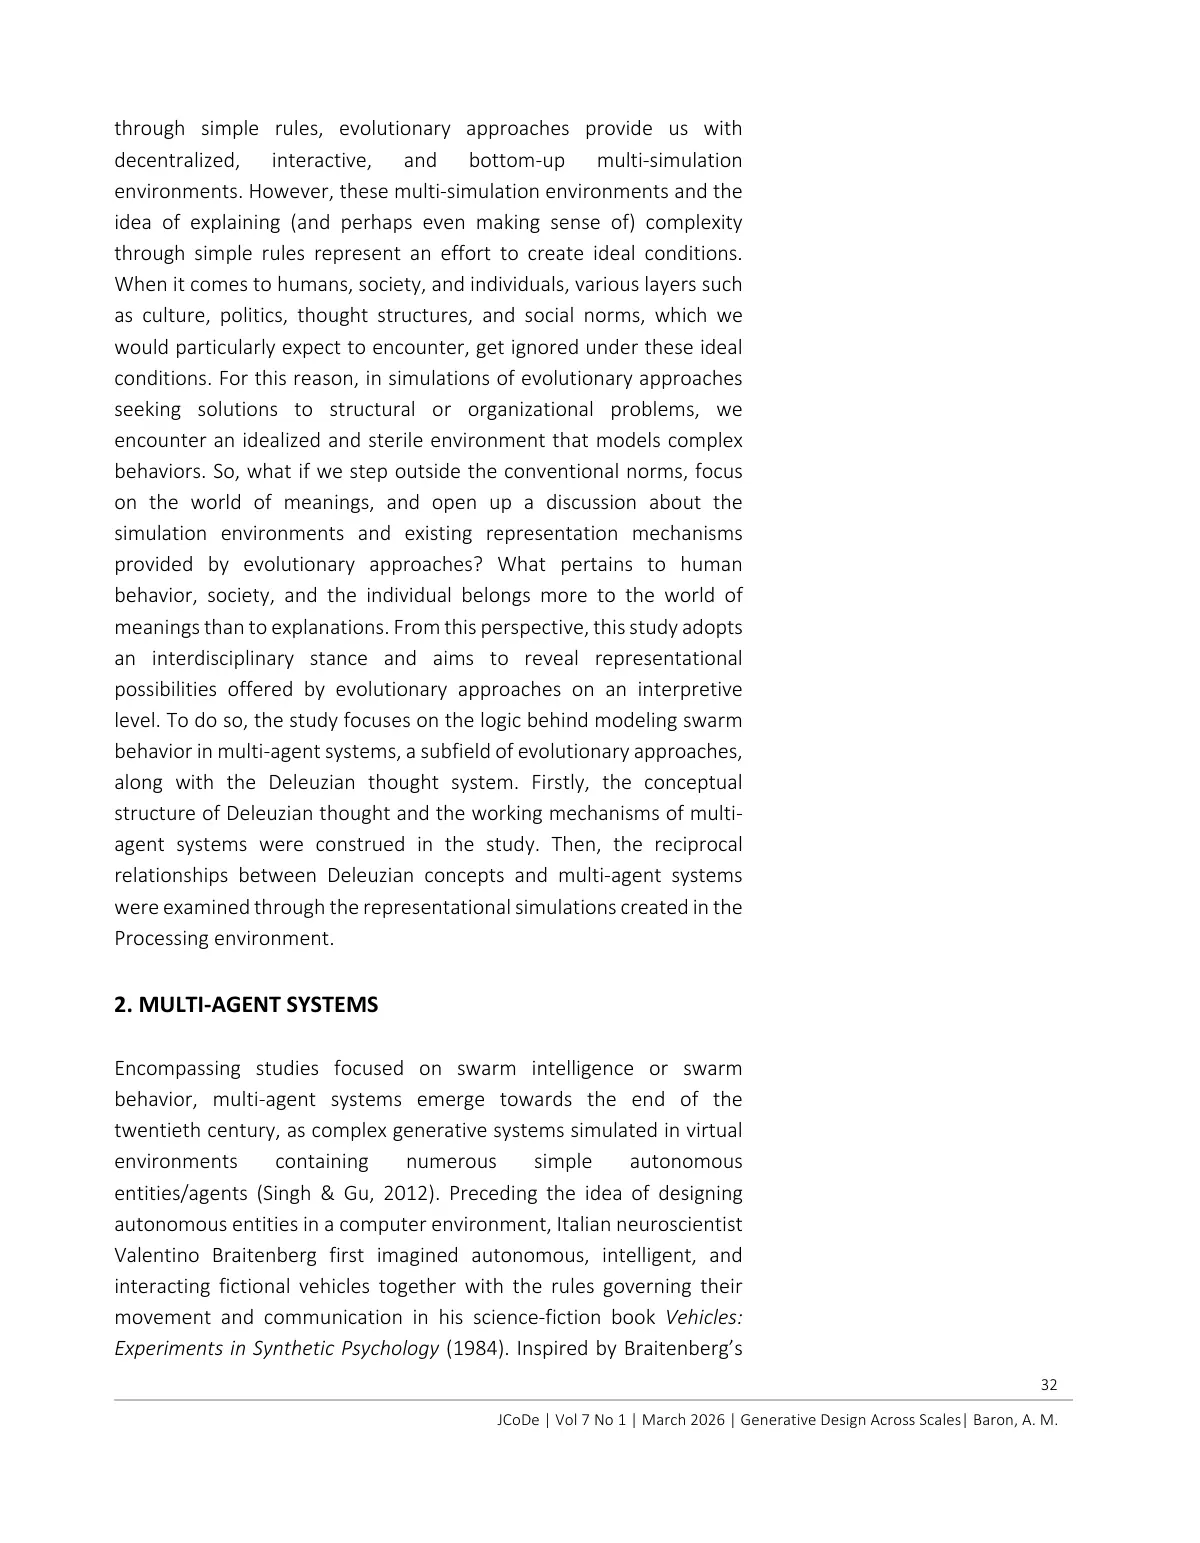 through simple rules, evolutionary approaches provide us with
decentralized, interactive, and bottom-up multi-simulation
environments. However, these multi-simulation environments and the
idea of explaining (and perhaps even making sense of) complexity
through simple rules represent an effort to create ideal conditions.
When it comes to humans, society, and individuals, various layers such
as culture, politics, thought structures, and social norms, which we
would particularly expect to encounter, get ignored under these ideal
conditions. For this reason, in simulations of evolutionary approaches
seeking solutions to structural or organizational problems, we
encounter an idealized and sterile environment that models complex
behaviors. So, what if we step outside the conventional norms, focus
on the world of meanings, and open up a discussion about the
simulation environments and existing representation mechanisms
provided by evolutionary approaches? What pertains to human
behavior, society, and the individual belongs more to the world of
meanings than to explanations. From this perspective, this study adopts
an interdisciplinary stance and aims to reveal representational
possibilities offered by evolutionary approaches on an interpretive
level. To do so, the study focuses on the logic behind modeling swarm
behavior in multi-agent systems, a subfield of evolutionary approaches,
along with the Deleuzian thought system. Firstly, the conceptual
structure of Deleuzian thought and the working mechanisms of multi-
agent systems were construed in the study. Then, the reciprocal
relationships between Deleuzian concepts and multi-agent systems
were examined through the representational simulations created in the
Processing environment.
2. MULTI-AGENT SYSTEMS
Encompassing studies focused on swarm intelligence or swarm
behavior, multi-agent systems emerge towards the end of the
twentieth century, as complex generative systems simulated in virtual
environments containing numerous simple autonomous
entities/agents (Singh & Gu, 2012). Preceding the idea of designing
autonomous entities in a computer environment, Italian neuroscientist
Valentino Braitenberg first imagined autonomous, intelligent, and
interacting fictional vehicles together with the rules governing their
movement and communication in his science-fiction book Vehicles:
Experiments in Synthetic Psychology (1984). Inspired by Braitenberg’s
32
JCoDe | Vol 7 No 1 | March 2026 | Generative Design Across Scales| Baron, A. M.